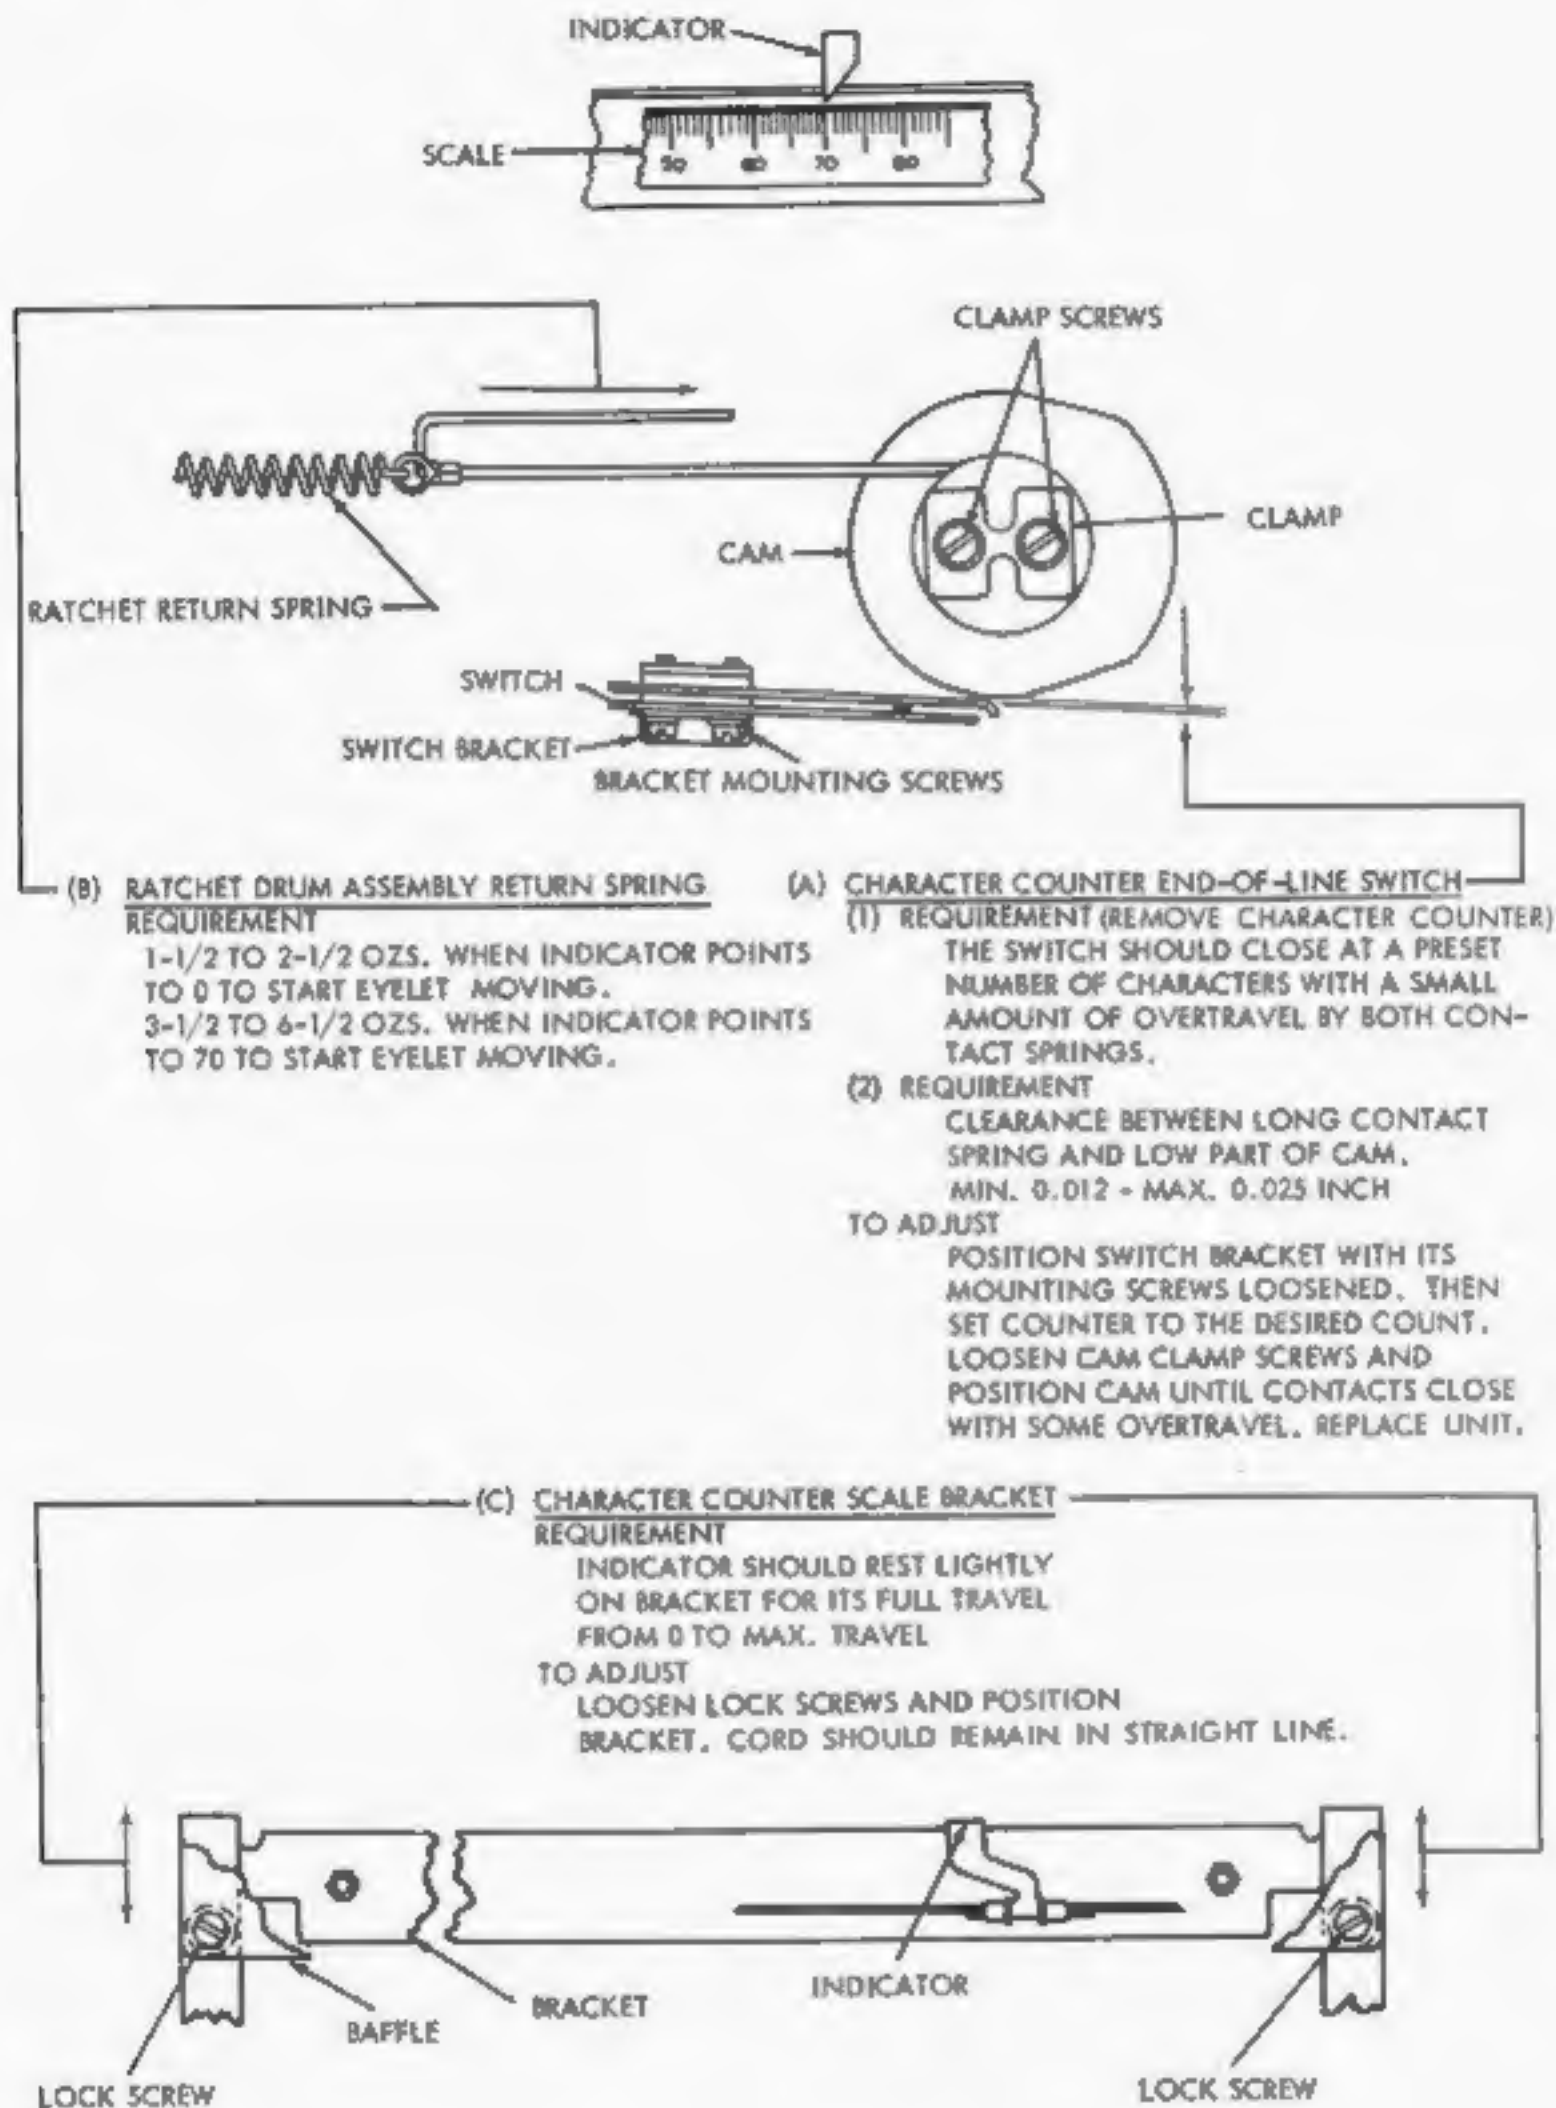 INDICATOR
SCALE
50 60 70 80
CLAMP SCREWS
CLAMP
CAM
RATCHET RETURN SPRING
SWITCH
SWITCH BRACKET
BRACKET MOUNTING SCREWS
(B) RATCHET DRUM ASSEMBLY RETURN SPRING
REQUIREMENT
1-1/2 TO 2-1/2 OZS. WHEN INDICATOR POINTS
TO 0 TO START EYELET MOVING.
3-1/2 TO 6-1/2 OZS. WHEN INDICATOR POINTS
TO 70 TO START EYELET MOVING.
(A) CHARACTER COUNTER END-OF-LINE SWITCH
(1) REQUIREMENT (REMOVE CHARACTER COUNTER)
THE SWITCH SHOULD CLOSE AT A PRESET
NUMBER OF CHARACTERS WITH A SMALL
AMOUNT OF OVERTRAVEL BY BOTH CON-
TACT SPRINGS.
(2) REQUIREMENT
CLEARANCE BETWEEN LONG CONTACT
SPRING AND LOW PART OF CAM.
MIN. 0.012 - MAX. 0.025 INCH
TO ADJUST
POSITION SWITCH BRACKET WITH ITS
MOUNTING SCREWS LOOSENED. THEN
SET COUNTER TO THE DESIRED COUNT.
LOOSEN CAM CLAMP SCREWS AND
POSITION CAM UNTIL CONTACTS CLOSE
WITH SOME OVERTRAVEL. REPLACE UNIT.
(C) CHARACTER COUNTER SCALE BRACKET
REQUIREMENT
INDICATOR SHOULD REST LIGHTLY
ON BRACKET FOR ITS FULL TRAVEL
FROM 0 TO MAX. TRAVEL
TO ADJUST
LOOSEN LOCK SCREWS AND POSITION
BRACKET. CORD SHOULD REMAIN IN STRAIGHT LINE.
INDICATOR
BRACKET
BAFFLE
LOCK SCREW
LOCK SCREW